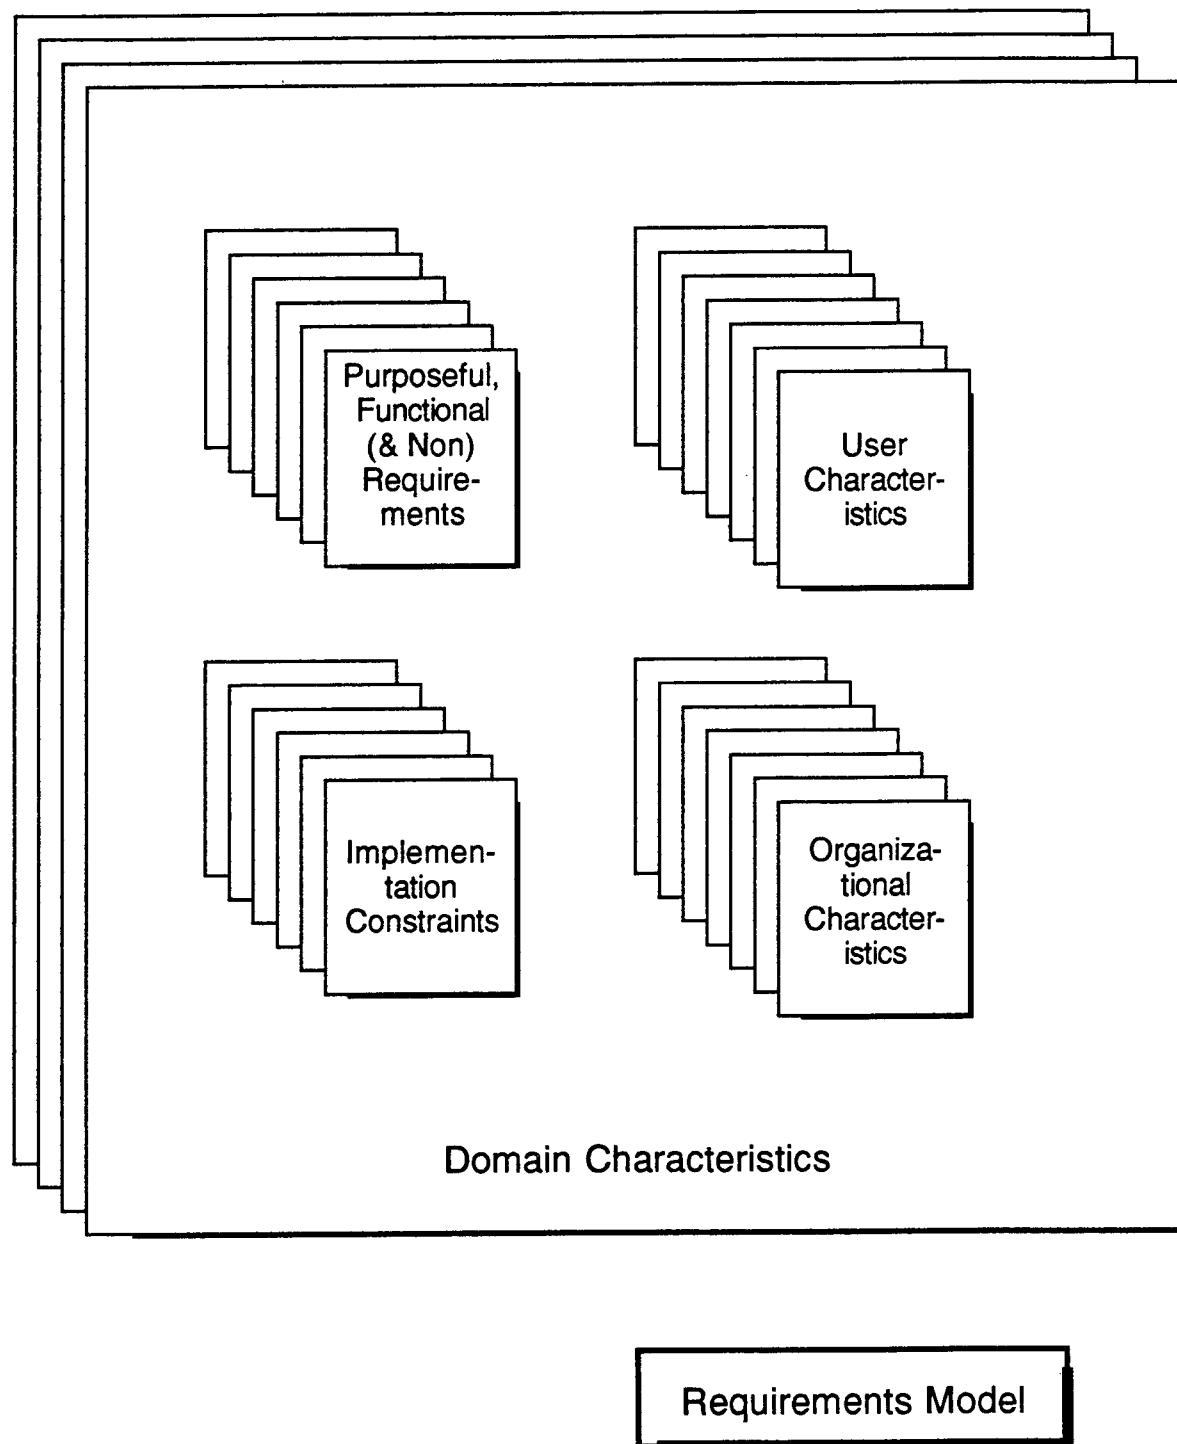 Purposeful,
Functional
(& Non)
Require-
ments
User
Character-
istics
Implemen-
tation
Constraints
Organiza-
tional
Character-
istics
Domain Characteristics
Requirements Model